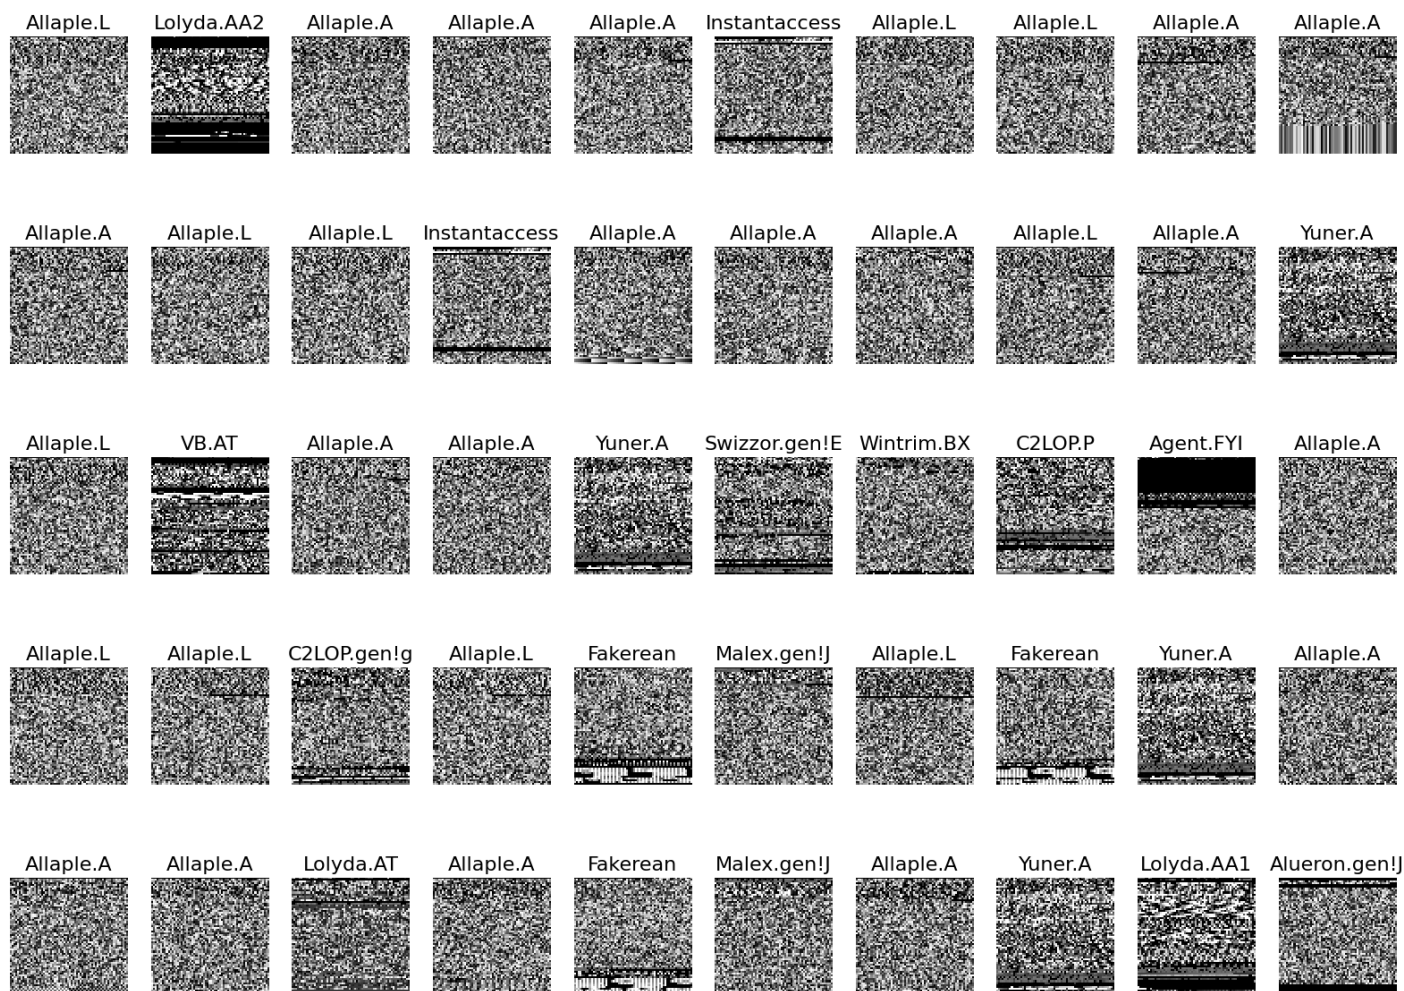 Allaple.L Lolyda.AA2 Allaple.A Allaple.A Allaple.A Instantaccess Allaple.L Allaple.L Allaple.A Allaple.A
Allaple.A Allaple.L Allaple.L Instantaccess Allaple.A Allaple.A Allaple.A Allaple.L Allaple.A Yuner.A
Allaple.L VB.AT Allaple.A Allaple.A Yuner.A Swizzor.gen!E Wintrim.BX C2LOP.P Agent.FYI Allaple.A
Allaple.L Allaple.L C2LOP.gen!g Allaple.L Fakerean Malex.gen!J Allaple.L Fakerean Yuner.A Allaple.A
Allaple.A Allaple.A Lolyda.AT Allaple.A Fakerean Malex.gen!J Allaple.A Yuner.A Lolyda.AA1 Alueron.gen!J